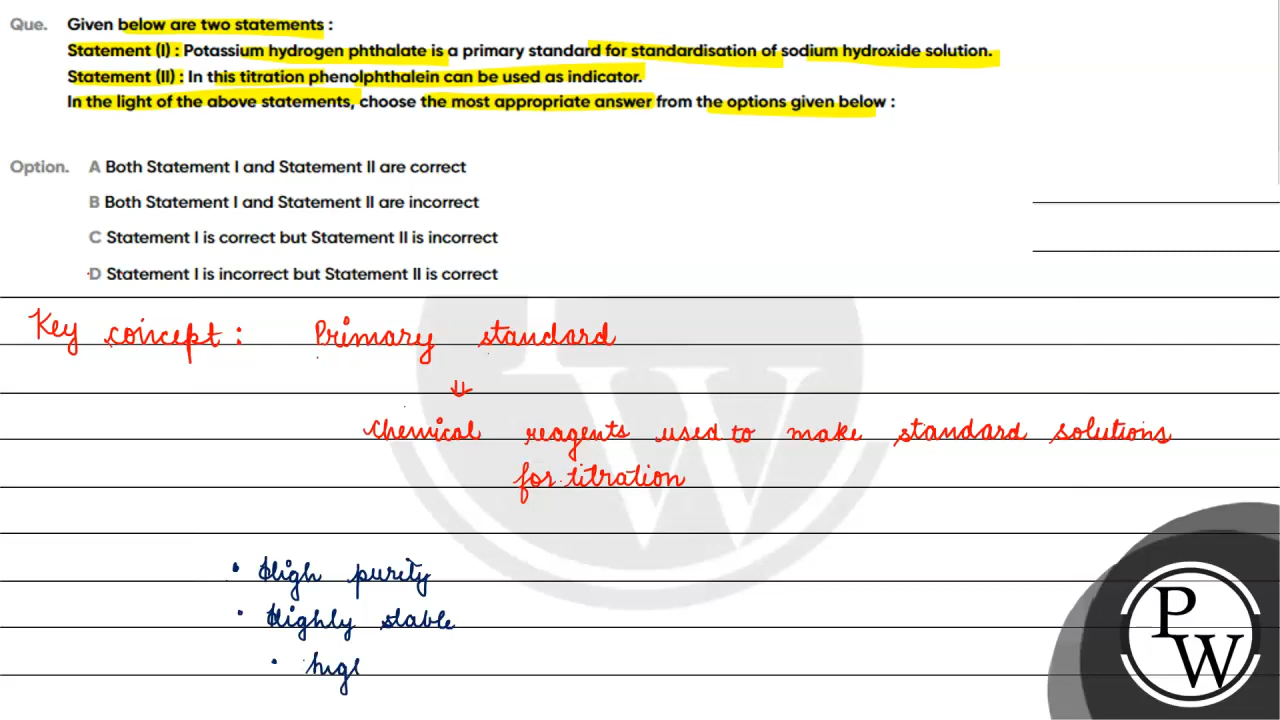 Que. Given below are two statements :
Statement (I) : Potassium hydrogen phthalate is a primary standard for standardisation of sodium hydroxide solution.
Statement (II) : In this titration phenolphthalein can be used as indicator.
In the light of the above statements, choose the most appropriate answer from the options given below :
Option. A Both Statement I and Statement II are correct
B Both Statement I and Statement II are incorrect
C Statement I is correct but Statement II is incorrect
D Statement I is incorrect but Statement II is correct
Key concept : Primary standard
⇓
Chemical reagents used to make standard solutions
for titration
• High purity
• Highly stable
• high
W
P
W